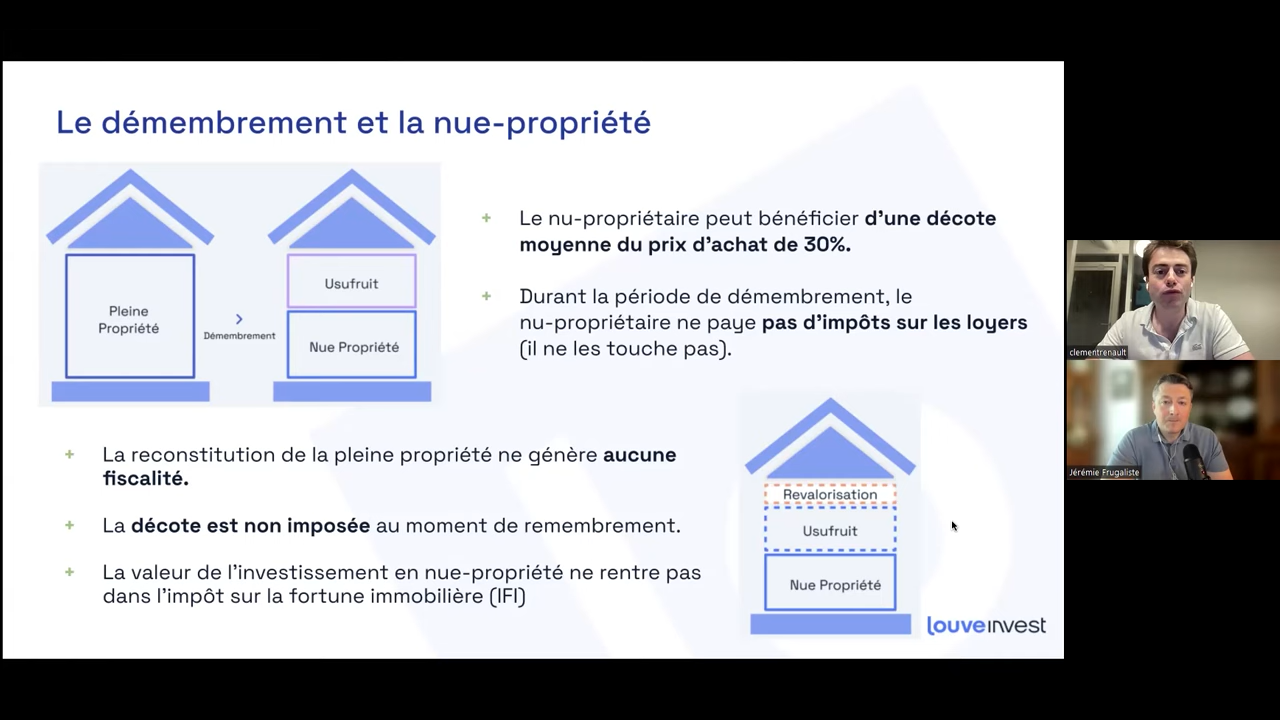 Le démembrement et la nue-propriété
Pleine
Propriété
Démembrement
Usufruit
Nue Propriété
+ Le nu-propriétaire peut bénéficier d'une décote
moyenne du prix d'achat de 30%.
+ Durant la période de démembrement, le
nu-propriétaire ne paye pas d'impôts sur les loyers
(il ne les touche pas).
+ La reconstitution de la pleine propriété ne génère aucune
fiscalité.
+ La décote est non imposée au moment de remembrement.
+ La valeur de l'investissement en nue-propriété ne rentre pas
dans l'impôt sur la fortune immobilière (IFI)
Revalorisation
Usufruit
Nue Propriété
louveinvest
clementrenault
Jérémie Frugaliste